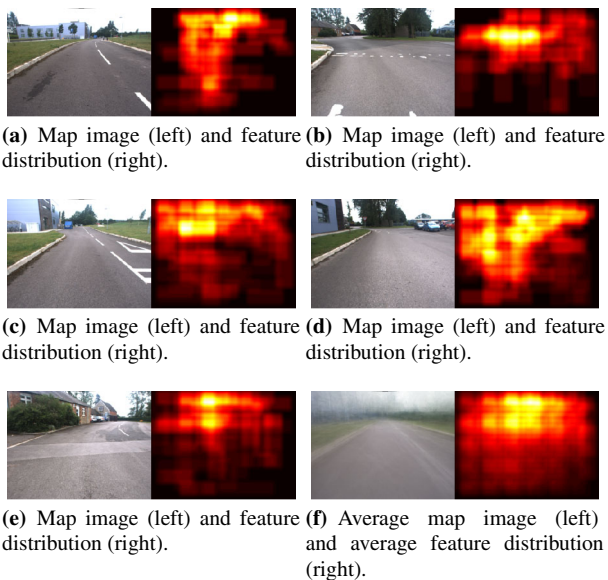 (a) Map image (left) and feature distribution (right).
(b) Map image (left) and feature distribution (right).
(c) Map image (left) and feature distribution (right).
(d) Map image (left) and feature distribution (right).
(e) Map image (left) and feature distribution (right).
(f) Average map image (left) and average feature distribution (right).